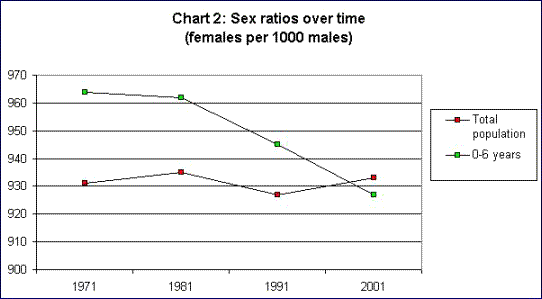 Chart 2: Sex ratios over time
(females per 1000 males)
970
960
950
940
930
920
910
900
1971
1981
1991
2001
Total
population
0-6 years